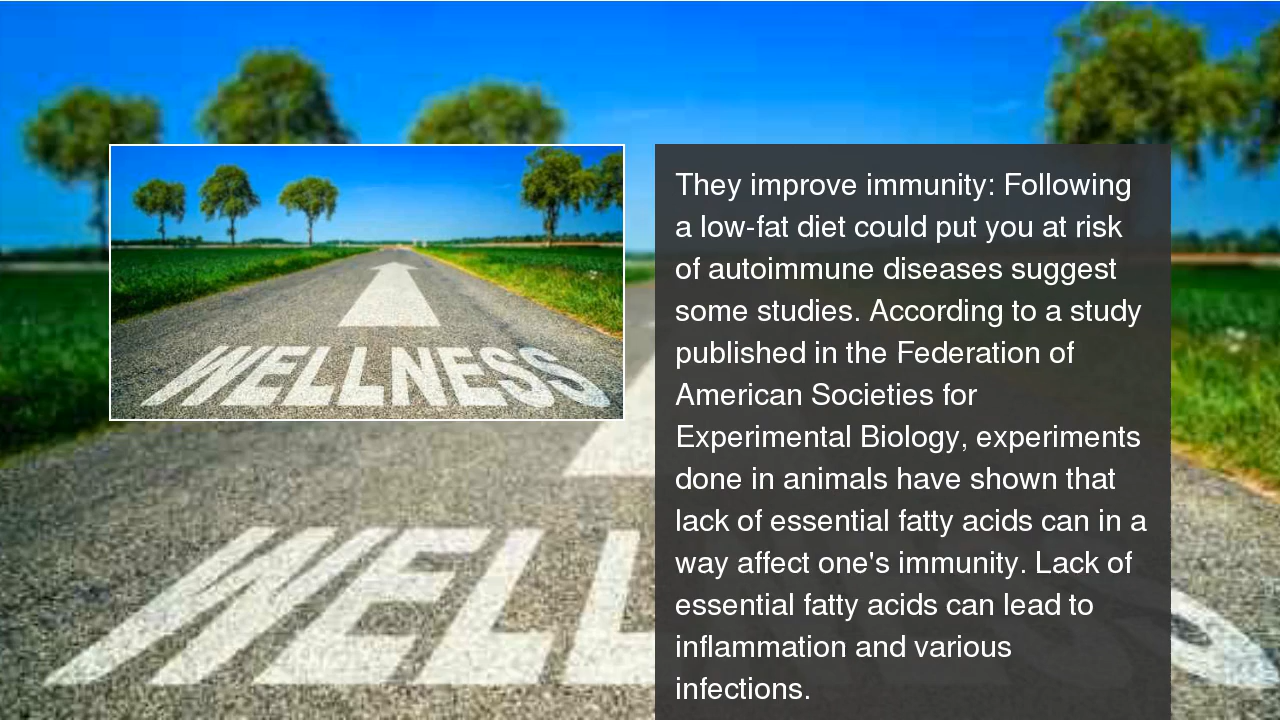 WELLNESS
They improve immunity: Following
a low-fat diet could put you at risk
of autoimmune diseases suggest
some studies. According to a study
published in the Federation of
American Societies for
Experimental Biology, experiments
done in animals have shown that
lack of essential fatty acids can in a
way affect one's immunity. Lack of
essential fatty acids can lead to
inflammation and various
infections.
WELLNESS